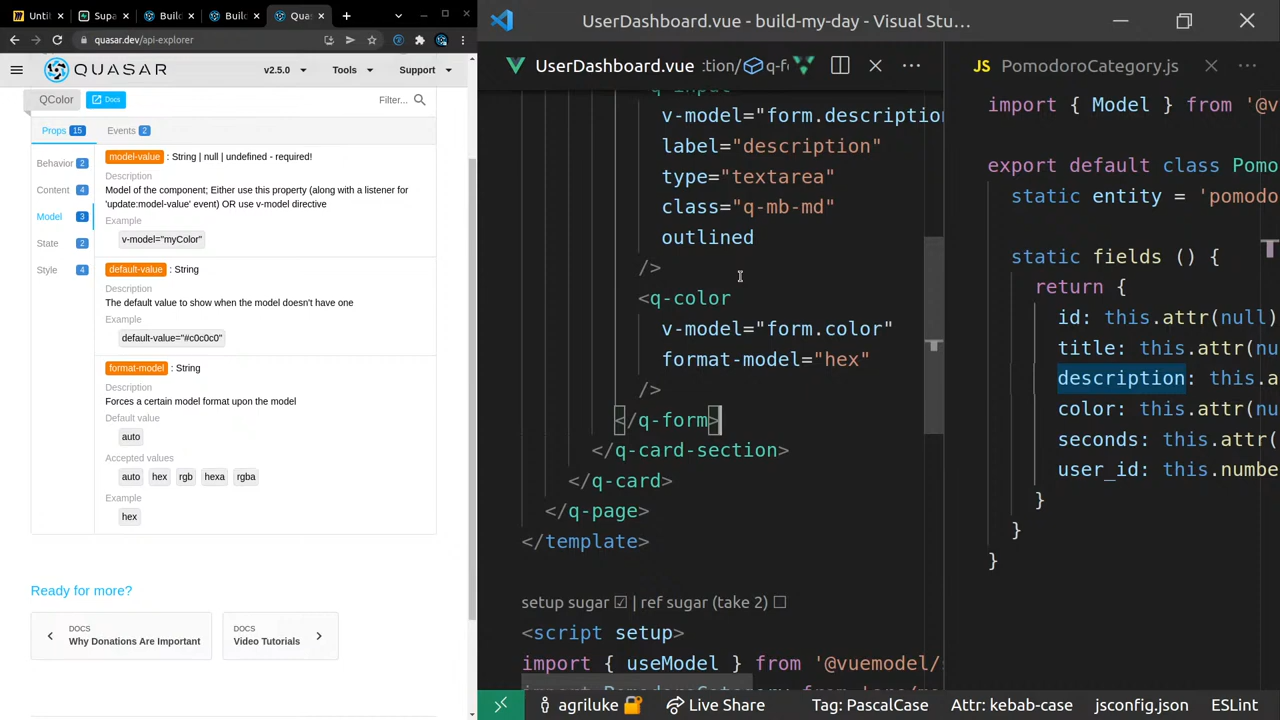 Untit
Supa
Build
Build
Quas
quasar.dev/api-explorer
QUASAR
v2.5.0
Tools
Support
QColor
Docs
Filter...
Props 15
Events 2
Behavior 2
Content 4
Model 3
State 2
Style 4
model-value : String | null | undefined - required!
Description
Model of the component; Either use this property (along with a listener for
'update:model-value' event) OR use v-model directive
Example
v-model="myColor"
default-value : String
Description
The default value to show when the model doesn't have one
Example
default-value="#c0c0c0"
format-model : String
Description
Forces a certain model format upon the model
Default value
auto
Accepted values
auto hex rgb hexa rgba
Example
hex
Ready for more?
DOCS
Why Donations Are Important
DOCS
Video Tutorials
UserDashboard.vue - build-my-day - Visual Stu...
UserDashboard.vue :tion/ q-f
q-input
v-model="form.description
label="description"
type="textarea"
class="q-mb-md"
outlined
/>
<q-color
v-model="form.color"
format-model="hex"
/>
</q-form>
</q-card-section>
</q-card>
</q-page>
</template>
setup sugar ☑ | ref sugar (take 2) ☐
<script setup>
import { useModel } from '@vuemodel/
PomodoroCategory.js
import { Model } from '@v
export default class Pomo
static entity = 'pomodo
static fields () {
return {
id: this.attr(null)
title: this.attr(nu
description: this.a
color: this.attr(nu
seconds: this.attr(
user_id: this.numbe
}
}
}
agriluke
Live Share
Tag: PascalCase
Attr: kebab-case
jsconfig.json
ESLint